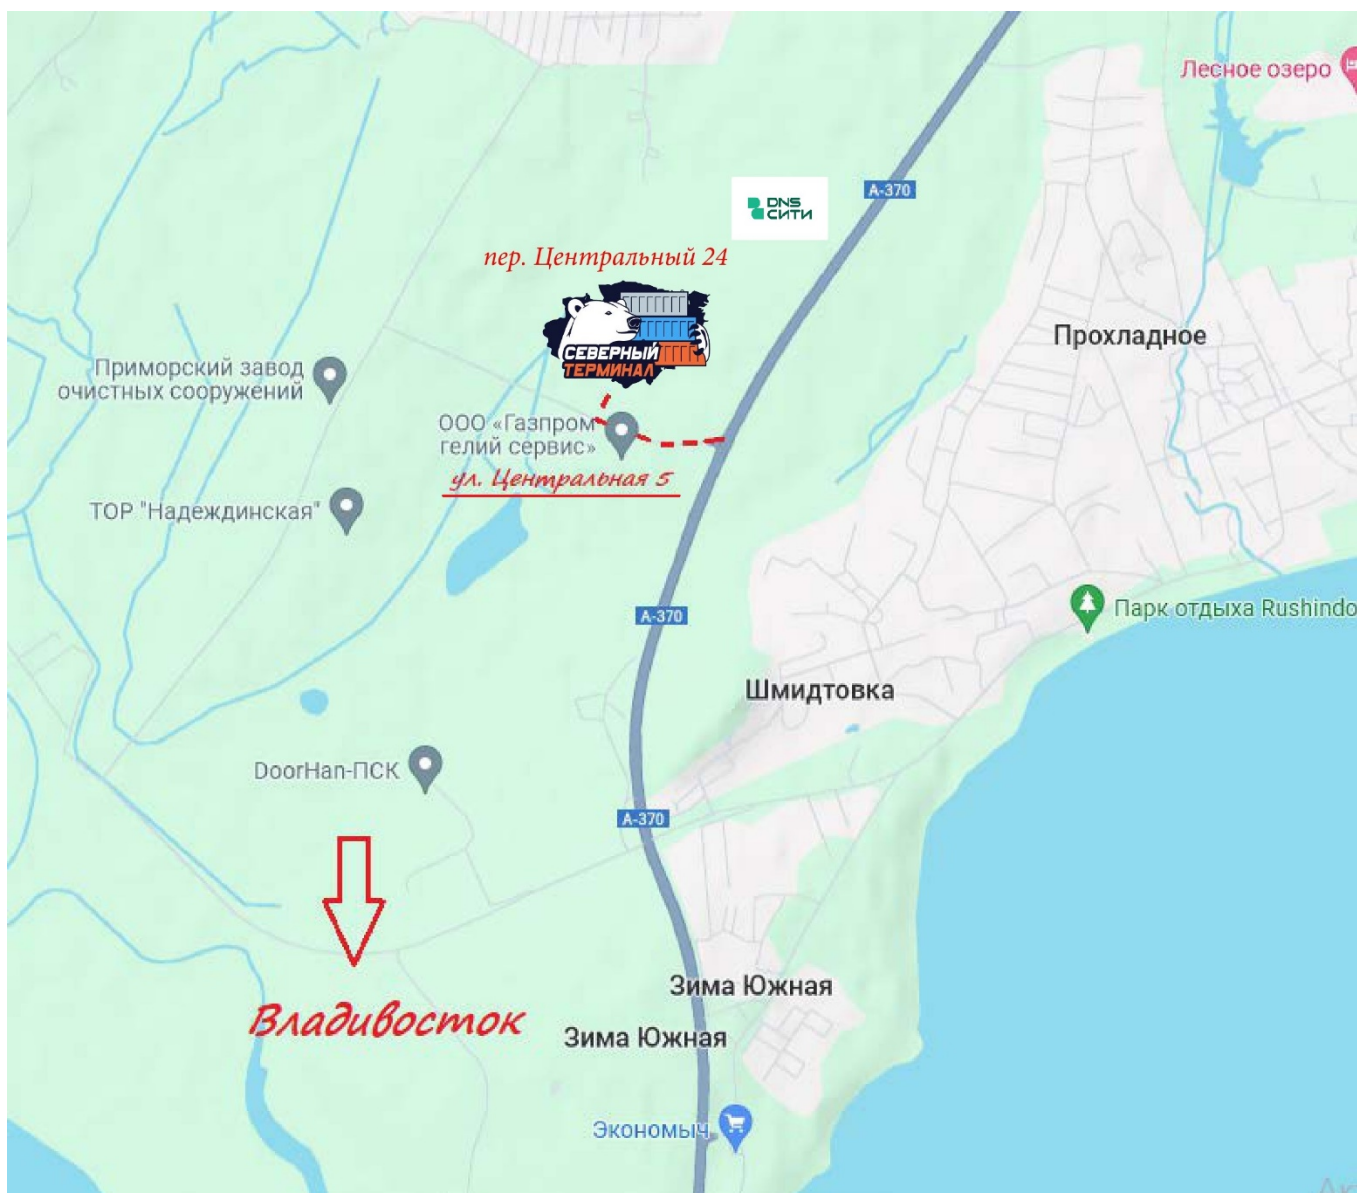 Лесное озеро
А-370
DNS
СИТИ
пер. Центральный 24
СЕВЕРНЫЙ
ТЕРМИНАЛ
Прохладное
Приморский завод
очистных сооружений
ООО «Газпром
гелий сервис»
ул. Центральная 5
ТОР "Надеждинская"
А-370
Парк отдыха Rushindo
Шмидтовка
DoorHan-ПСК
А-370
Зима Южная
Владивосток
Зима Южная
Экономыч